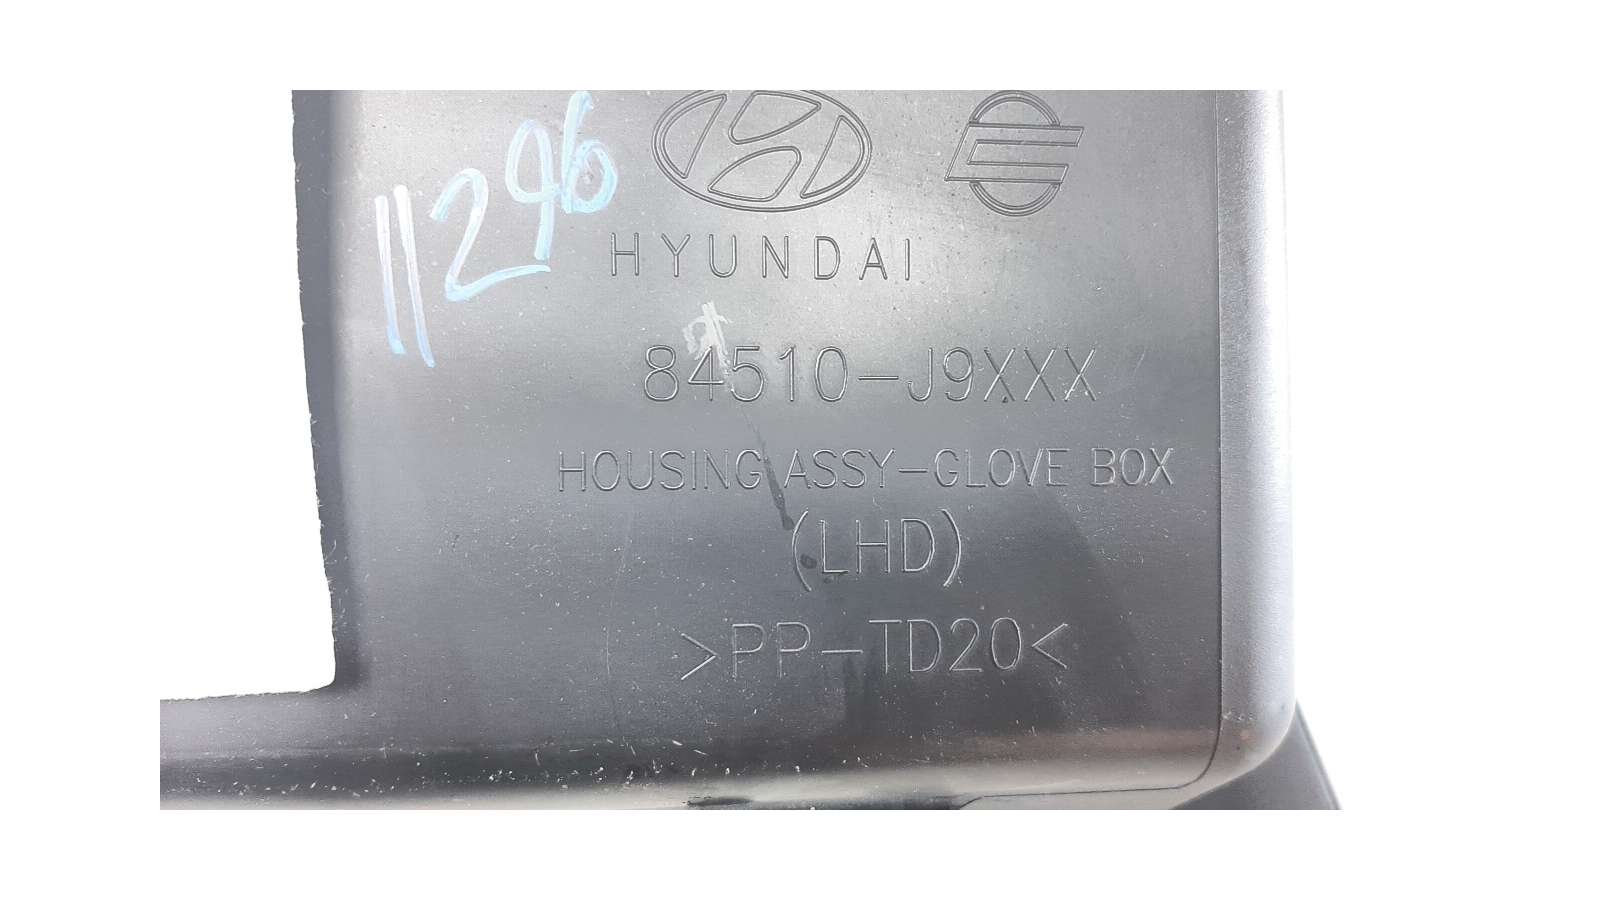 11296
HYUNDAI
84510-J9XXX
HOUSING ASSY-GLOVE BOX
(LHD)
>PP-TD20<